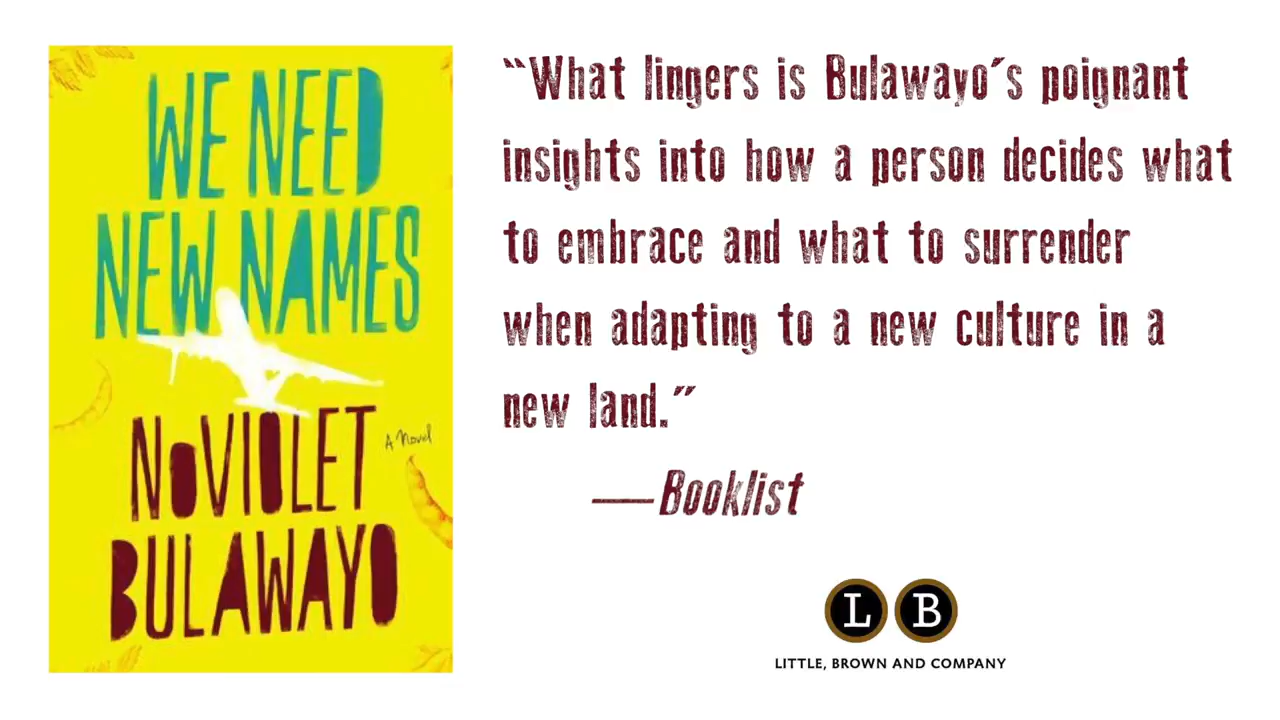 WE NEED
NEW NAMES
NoVIOLET
A Novel
BULAWAYO
“What lingers is Bulawayo's poignant
insights into how a person decides what
to embrace and what to surrender
when adapting to a new culture in a
new land.”
—Booklist
L B
LITTLE, BROWN AND COMPANY